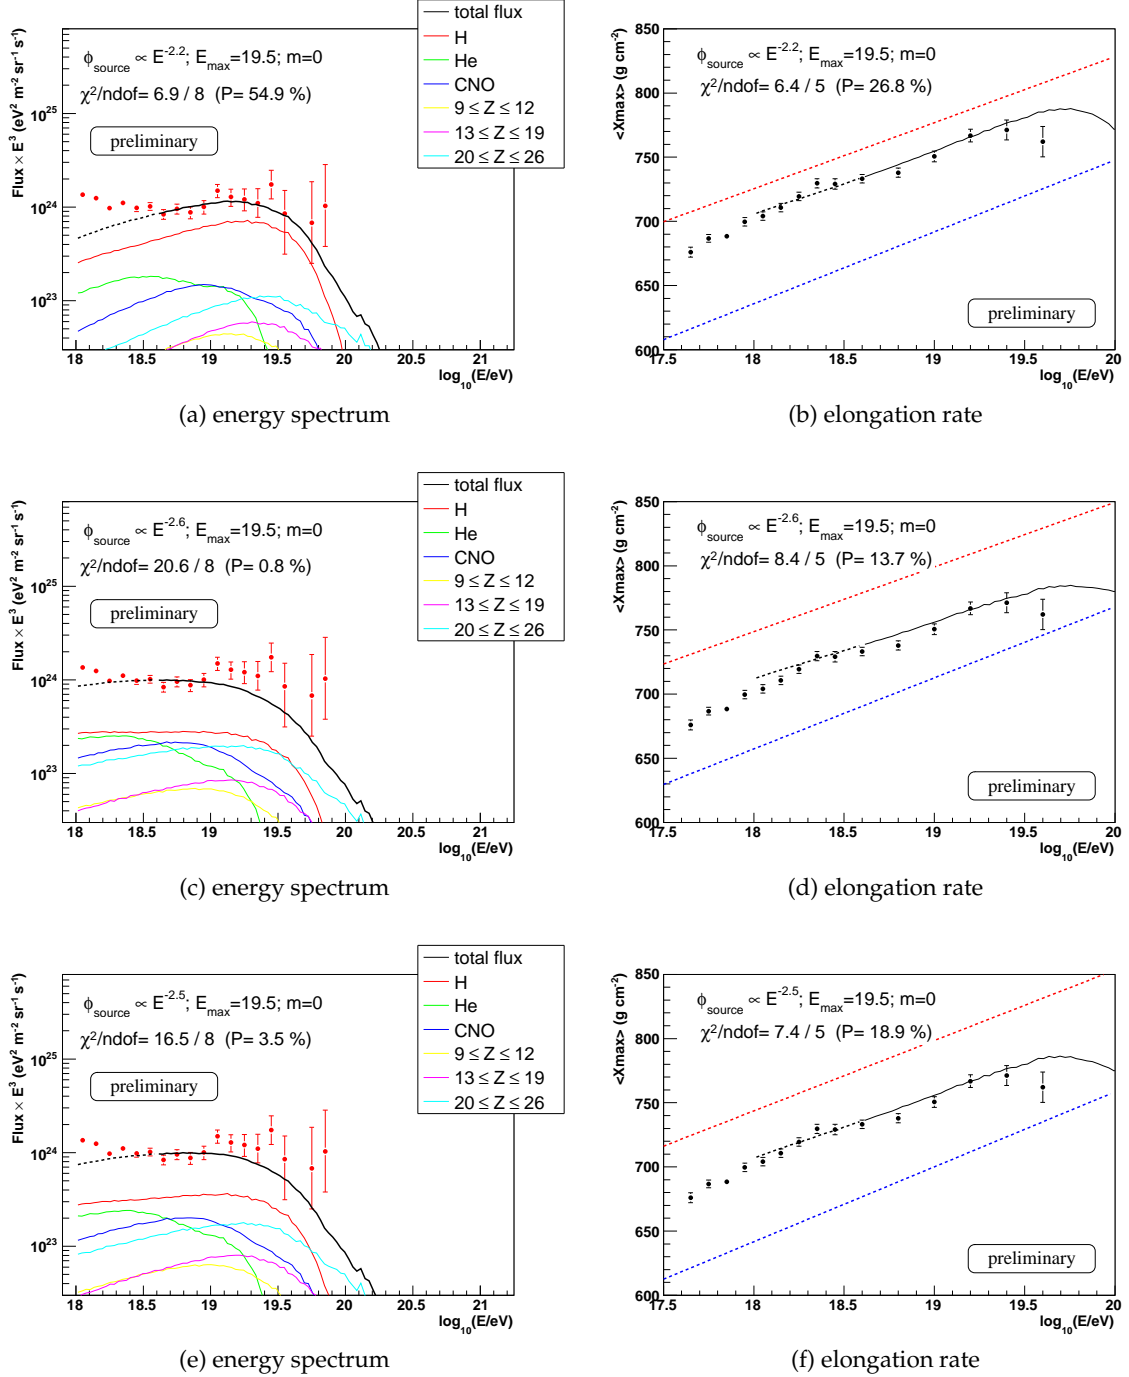 Flux × E³ (eV² m⁻² sr⁻¹ s⁻¹)
ϕsource ∝ E⁻²·²; Emax=19.5; m=0
χ²/ndof= 6.9 / 8 (P= 54.9 %)
preliminary
total flux
H
He
CNO
9 ≤ Z ≤ 12
13 ≤ Z ≤ 19
20 ≤ Z ≤ 26
10²⁵
10²⁴
10²³
18 18.5 19 19.5 20 20.5 21
log₁₀(E/eV)
(a) energy spectrum
<Xmax> (g cm⁻²)
ϕsource ∝ E⁻²·²; Emax=19.5; m=0
χ²/ndof= 6.4 / 5 (P= 26.8 %)
850
800
750
700
650
600
preliminary
17.5 18 18.5 19 19.5 20
log₁₀(E/eV)
(b) elongation rate
Flux × E³ (eV² m⁻² sr⁻¹ s⁻¹)
ϕsource ∝ E⁻²·⁶; Emax=19.5; m=0
χ²/ndof= 20.6 / 8 (P= 0.8 %)
preliminary
total flux
H
He
CNO
9 ≤ Z ≤ 12
13 ≤ Z ≤ 19
20 ≤ Z ≤ 26
10²⁵
10²⁴
10²³
18 18.5 19 19.5 20 20.5 21
log₁₀(E/eV)
(c) energy spectrum
<Xmax> (g cm⁻²)
ϕsource ∝ E⁻²·⁶; Emax=19.5; m=0
χ²/ndof= 8.4 / 5 (P= 13.7 %)
850
800
750
700
650
600
preliminary
17.5 18 18.5 19 19.5 20
log₁₀(E/eV)
(d) elongation rate
Flux × E³ (eV² m⁻² sr⁻¹ s⁻¹)
ϕsource ∝ E⁻²·⁵; Emax=19.5; m=0
χ²/ndof= 16.5 / 8 (P= 3.5 %)
preliminary
total flux
H
He
CNO
9 ≤ Z ≤ 12
13 ≤ Z ≤ 19
20 ≤ Z ≤ 26
10²⁵
10²⁴
10²³
18 18.5 19 19.5 20 20.5 21
log₁₀(E/eV)
(e) energy spectrum
<Xmax> (g cm⁻²)
ϕsource ∝ E⁻²·⁵; Emax=19.5; m=0
χ²/ndof= 7.4 / 5 (P= 18.9 %)
850
800
750
700
650
600
preliminary
17.5 18 18.5 19 19.5 20
log₁₀(E/eV)
(f) elongation rate